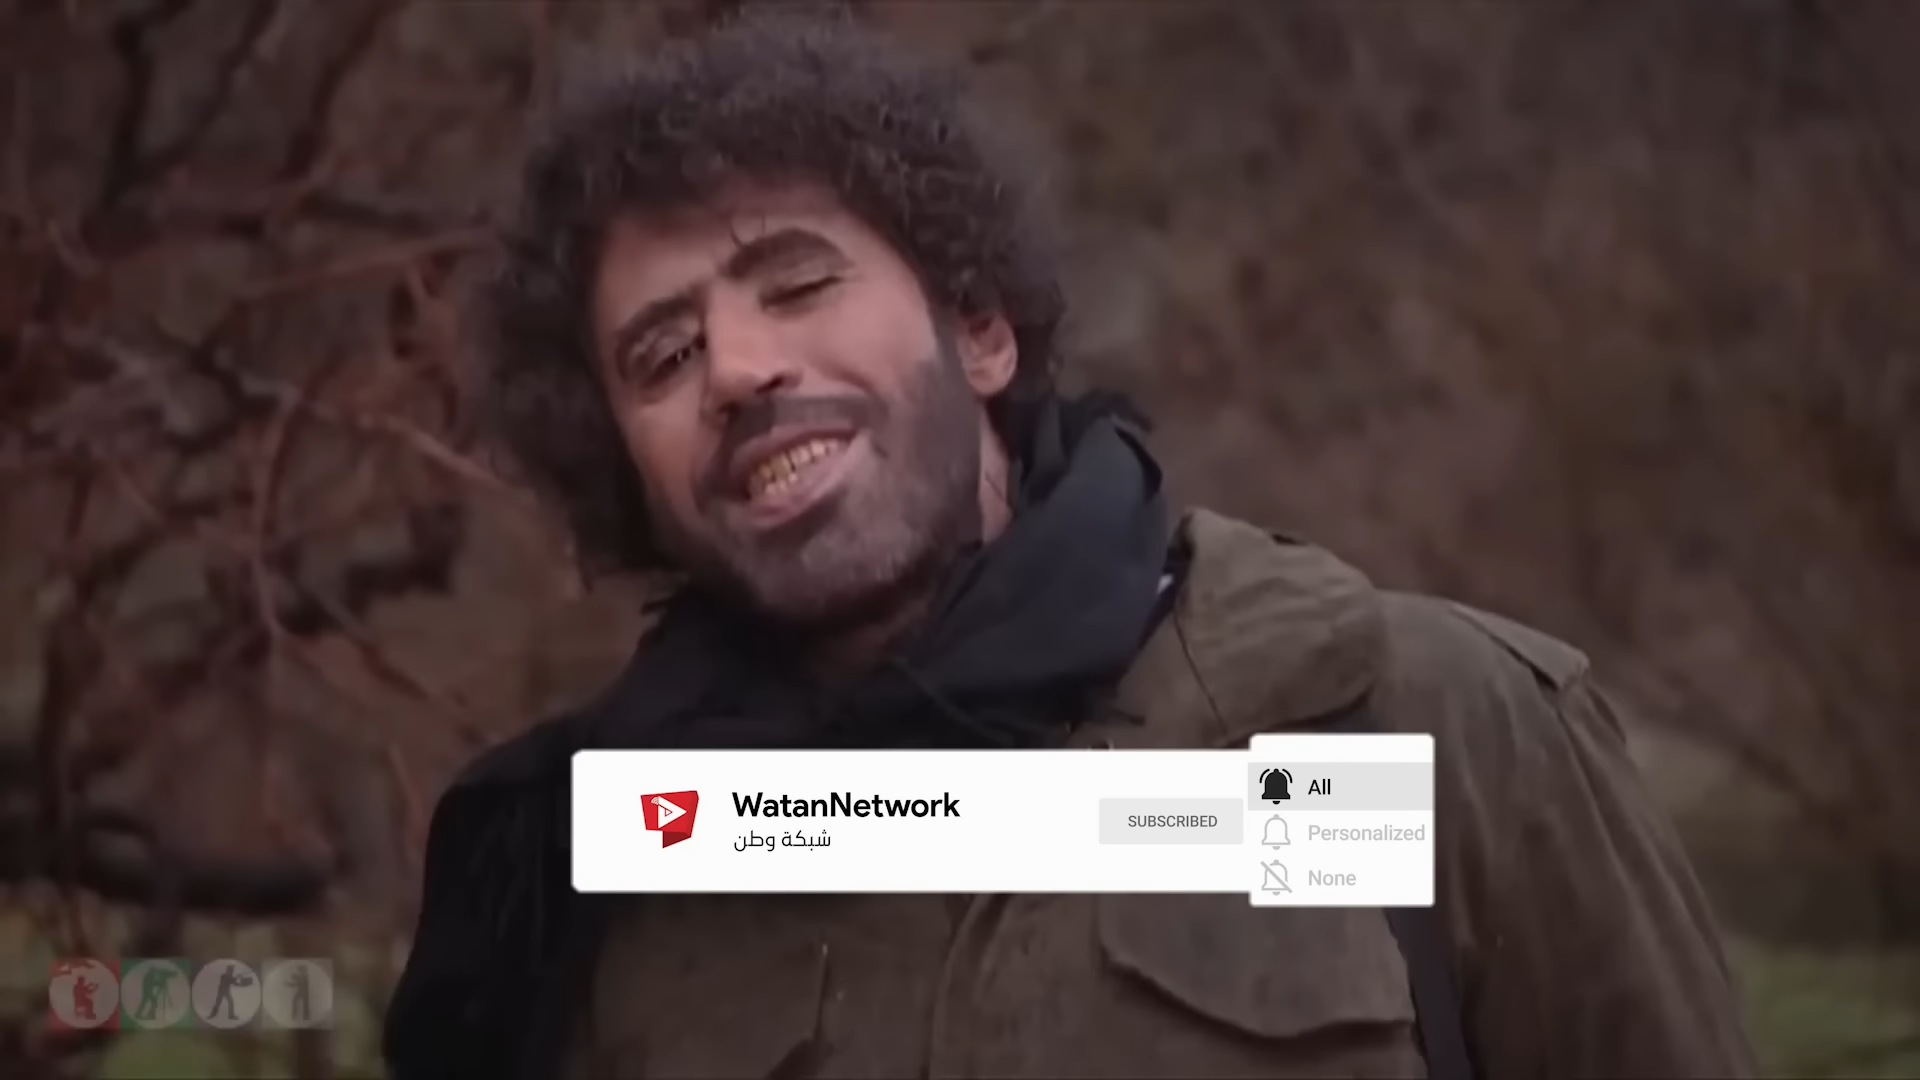 WatanNetwork
شبكة وطن
SUBSCRIBED
All
Personalized
None